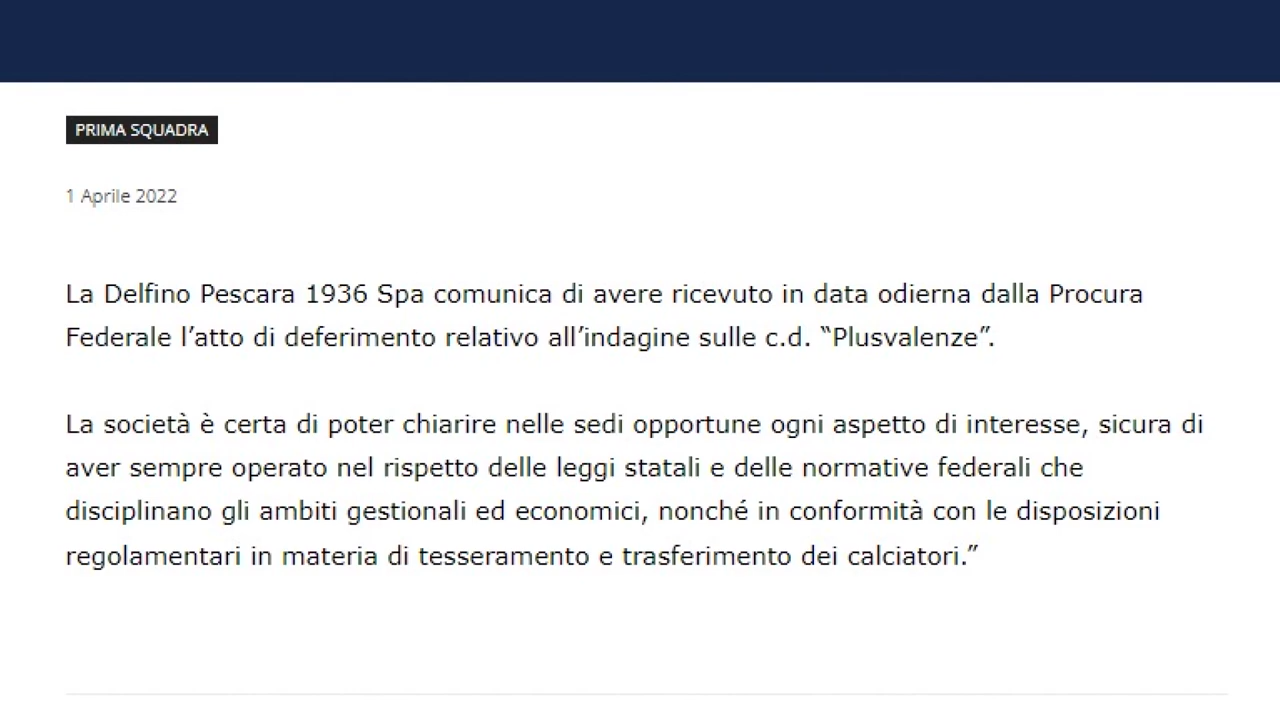 PRIMA SQUADRA
1 Aprile 2022
La Delfino Pescara 1936 Spa comunica di avere ricevuto in data odierna dalla Procura
Federale l’atto di deferimento relativo all’indagine sulle c.d. “Plusvalenze”.
La società è certa di poter chiarire nelle sedi opportune ogni aspetto di interesse, sicura di
aver sempre operato nel rispetto delle leggi statali e delle normative federali che
disciplinano gli ambiti gestionali ed economici, nonché in conformità con le disposizioni
regolamentari in materia di tesseramento e trasferimento dei calciatori.”